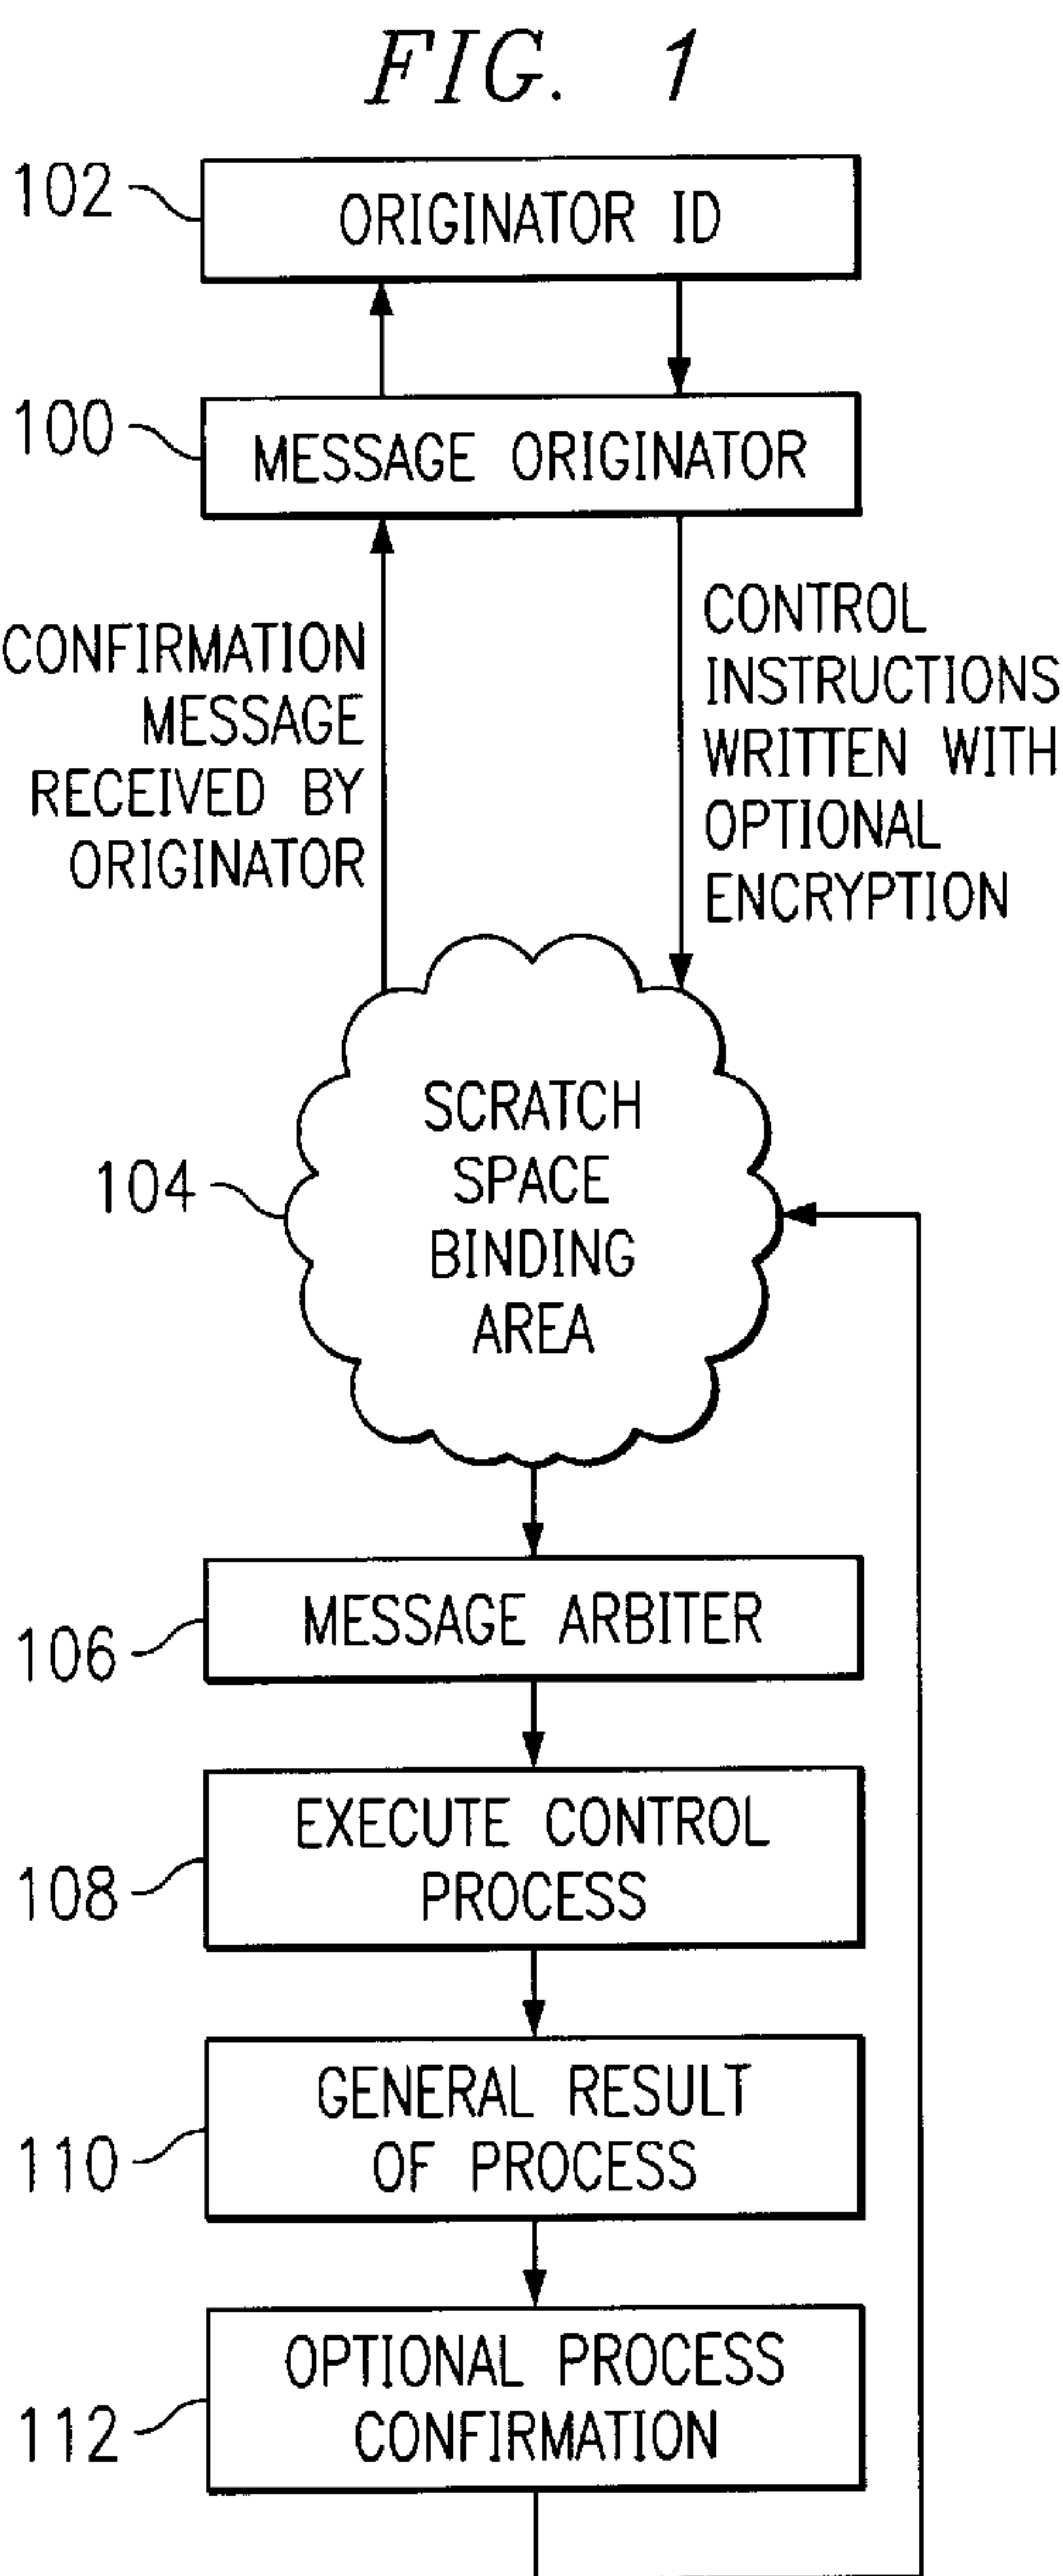 FIG. 1
102
ORIGINATOR ID
100
MESSAGE ORIGINATOR
CONFIRMATION
MESSAGE
RECEIVED BY
ORIGINATOR
CONTROL
INSTRUCTIONS
WRITTEN WITH
OPTIONAL
ENCRYPTION
104
SCRATCH
SPACE
BINDING
AREA
106
MESSAGE ARBITER
108
EXECUTE CONTROL
PROCESS
110
GENERAL RESULT
OF PROCESS
112
OPTIONAL PROCESS
CONFIRMATION